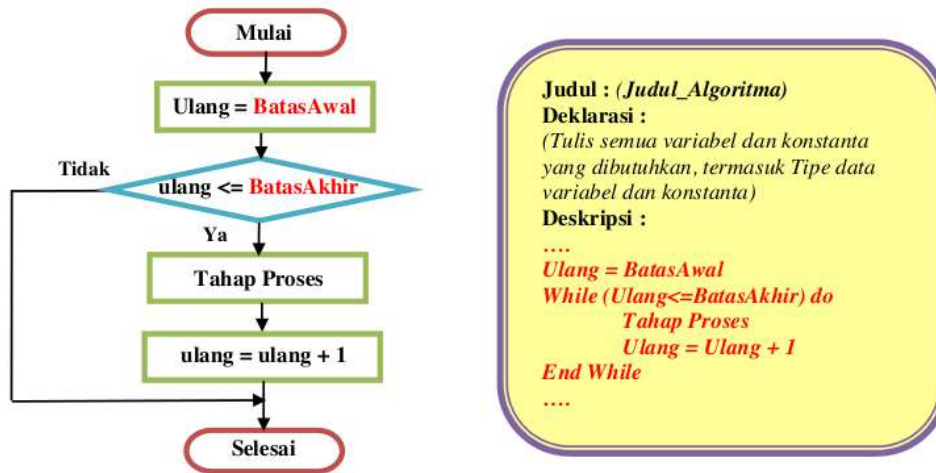 Mulai
Ulang = BatasAwal
Tidak
ulang <= BatasAkhir
Ya
Tahap Proses
ulang = ulang + 1
Selesai
Judul : (Judul_Algoritma)
Deklarasi :
(Tulis semua variabel dan konstanta
yang dibutuhkan, termasuk Tipe data
variabel dan konstanta)
Deskripsi :
....
Ulang = BatasAwal
While (Ulang<=BatasAkhir) do
Tahap Proses
Ulang = Ulang + 1
End While
....